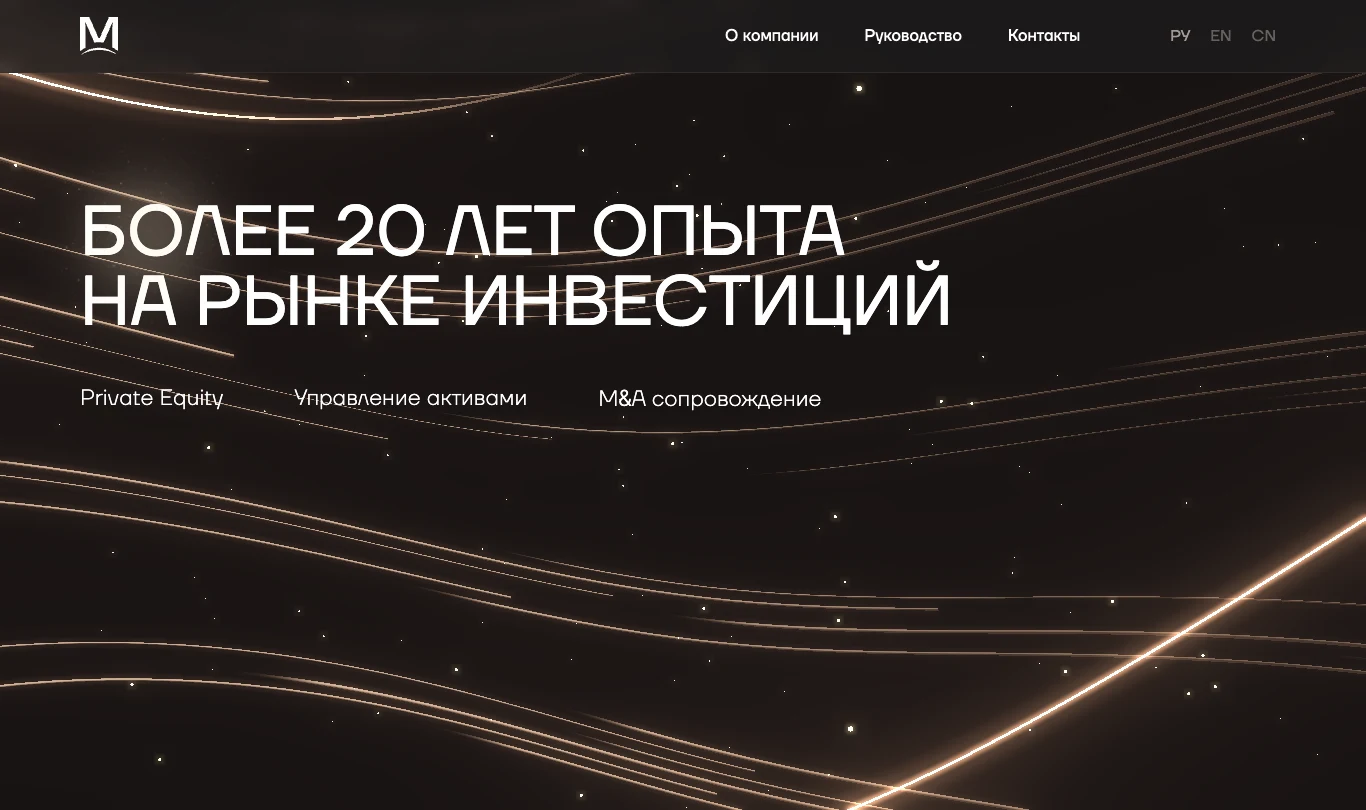 M
О компании
Руководство
Контакты
РУ
EN
CN
БОЛЕЕ 20 ЛЕТ ОПЫТА
НА РЫНКЕ ИНВЕСТИЦИЙ
Private Equity
Управление активами
M&A сопровождение